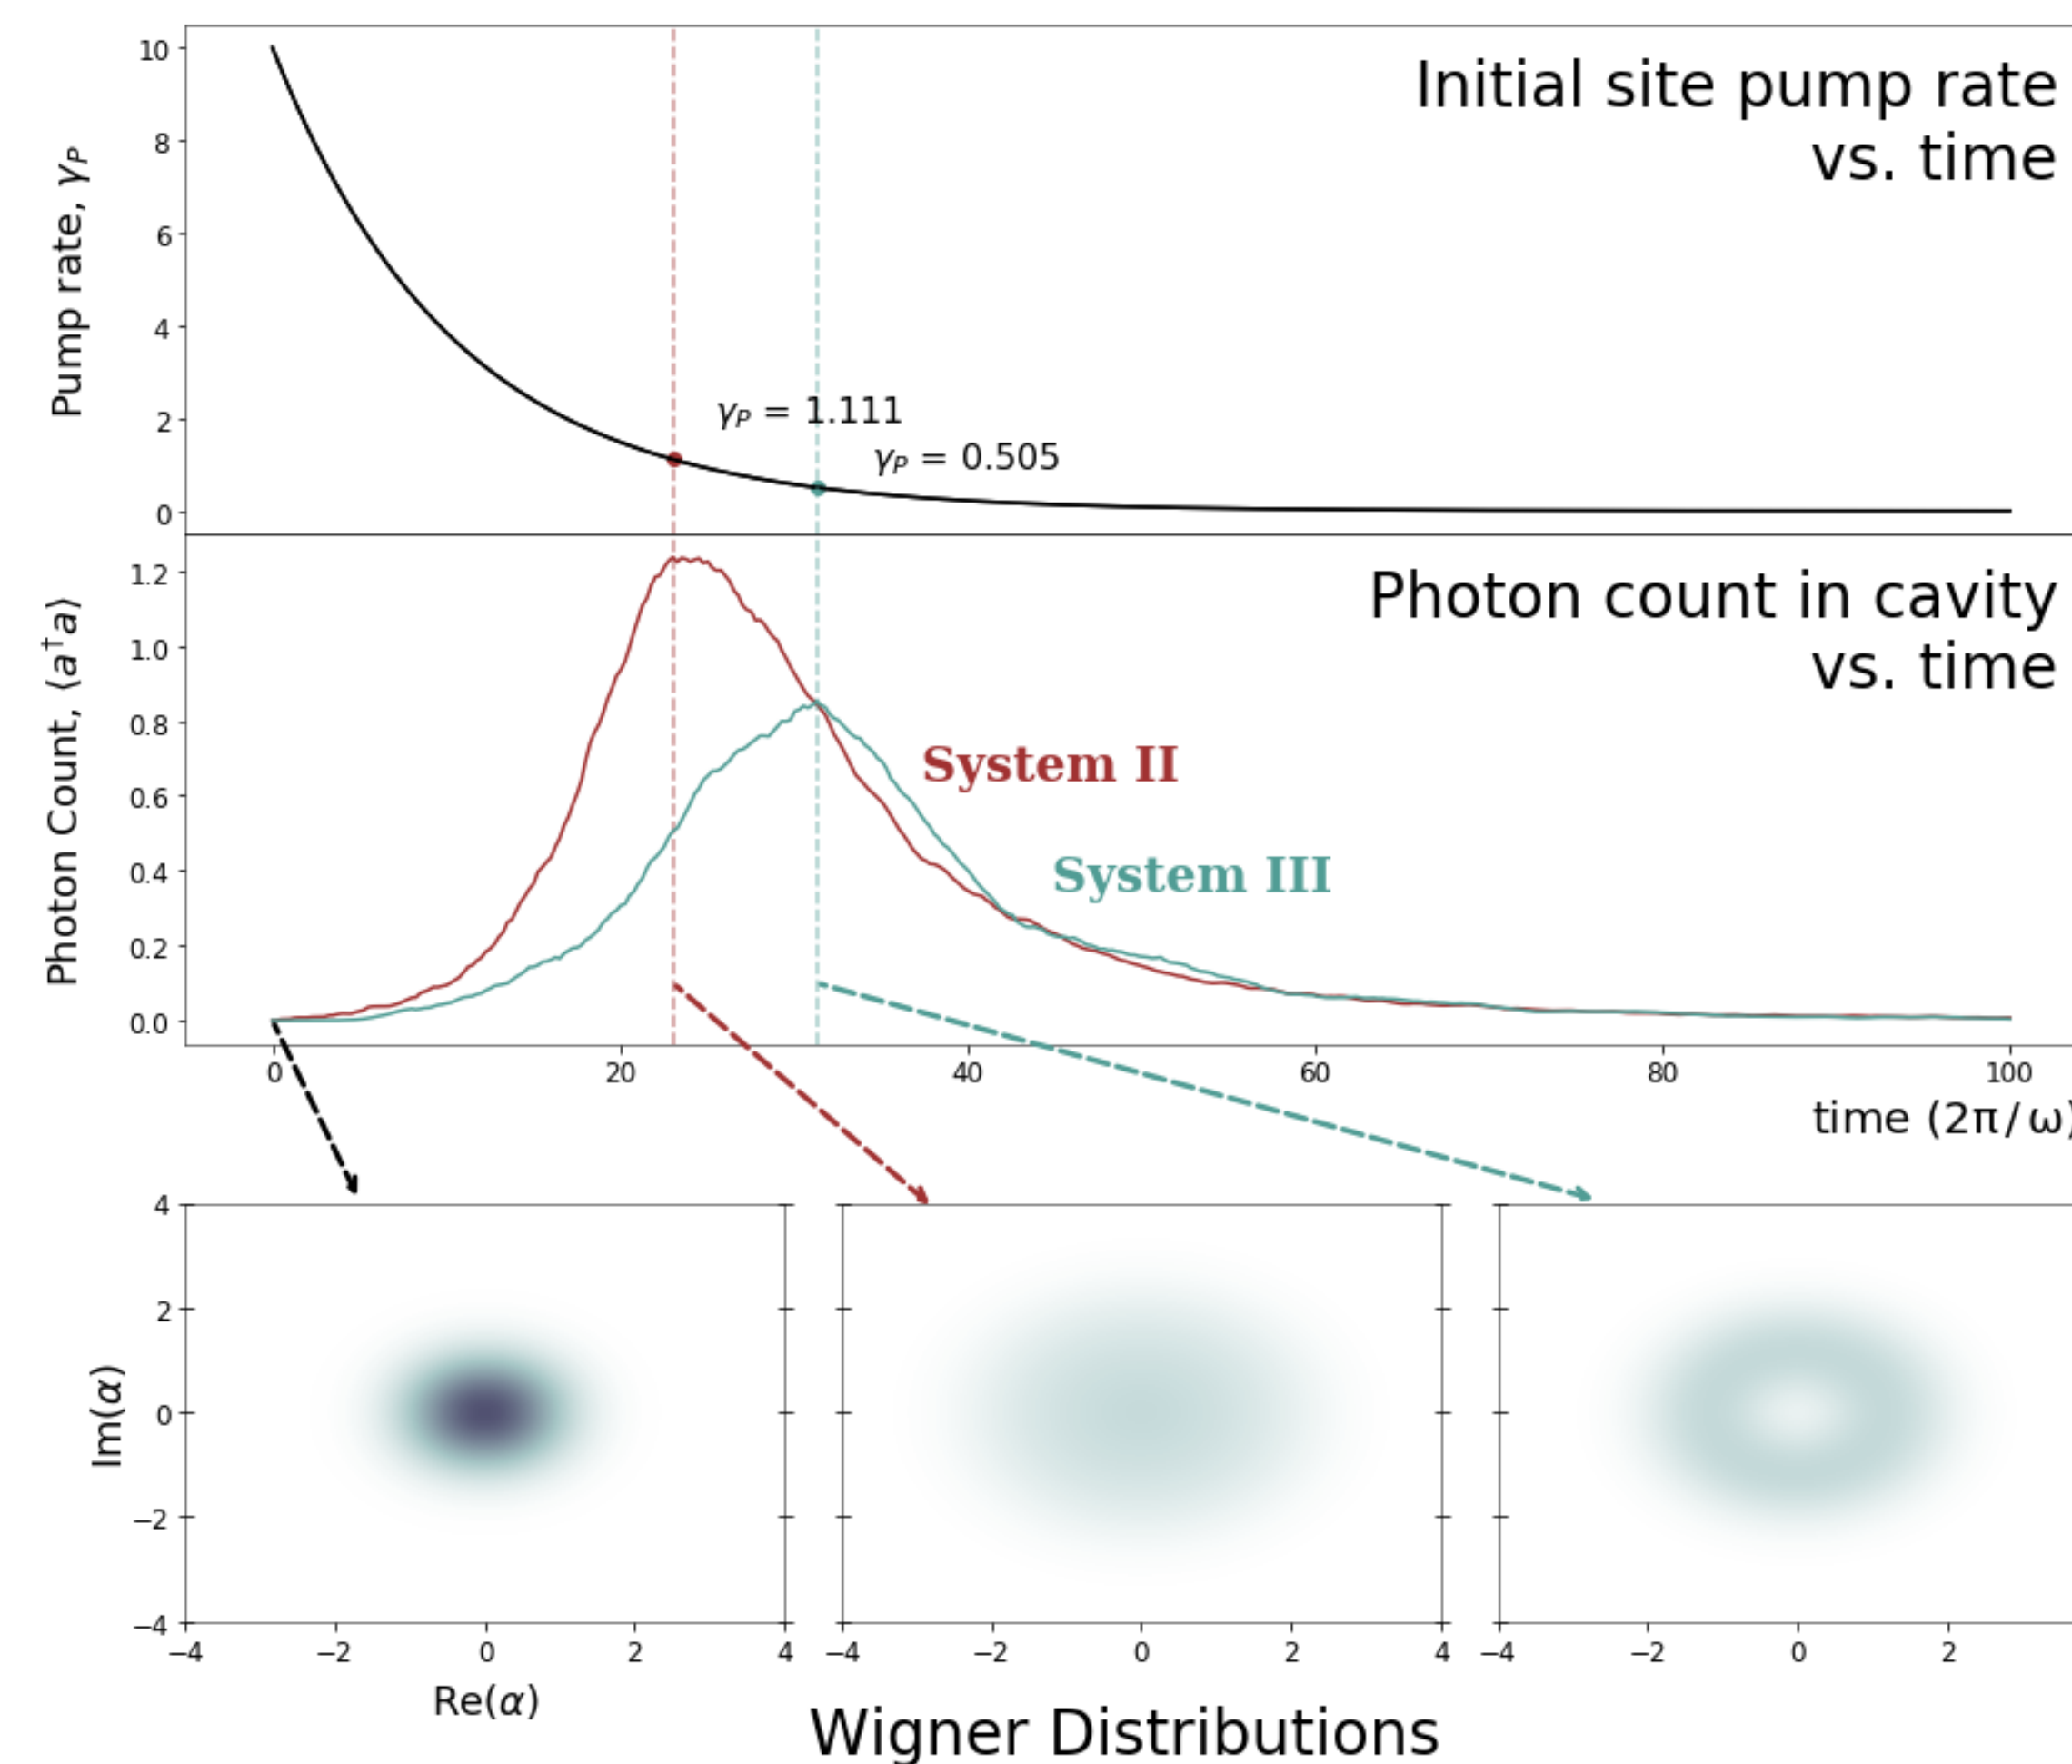 Initial site pump rate
vs. time
Pump rate, γP
10
8
6
4
2
0
γP = 1.111
γP = 0.505
Photon count in cavity
vs. time
Photon Count, ⟨a†a⟩
1.2
1.0
0.8
0.6
0.4
0.2
0.0
System II
System III
0 20 40 60 80 100
time (2π / ω)
Im(α)
4
2
0
−2
−4
−4 −2 0 2 4 −4 −2 0 2 4 −4 −2 0 2
Re(α)
Wigner Distributions